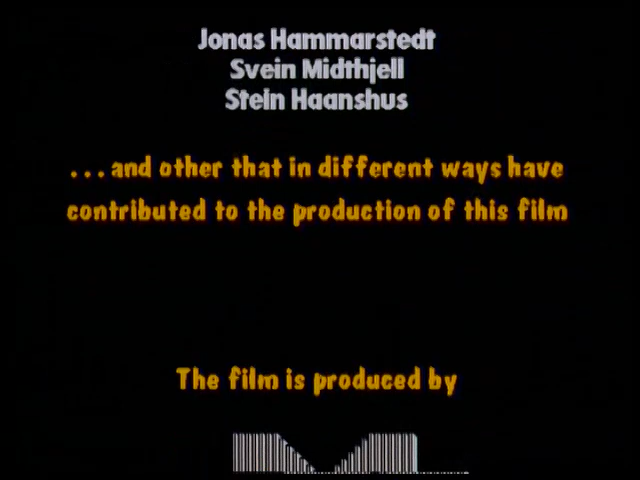 Jonas Hammarstedt
Svein Midthjell
Stein Haanshus
...and other that in different ways have
contributed to the production of this film
The film is produced by